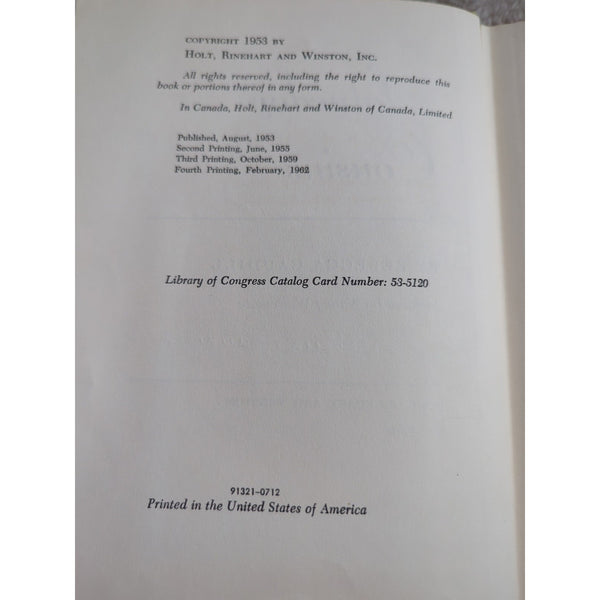 COPYRIGHT 1953 BY
HOLT, RINEHART AND WINSTON, INC.
All rights reserved, including the right to reproduce this
book or portions thereof in any form.
In Canada, Holt, Rinehart and Winston of Canada, Limited
Published, August, 1953
Second Printing, June, 1955
Third Printing, October, 1959
Fourth Printing, February, 1962
Library of Congress Catalog Card Number: 53-5120
91321-0712
Printed in the United States of America